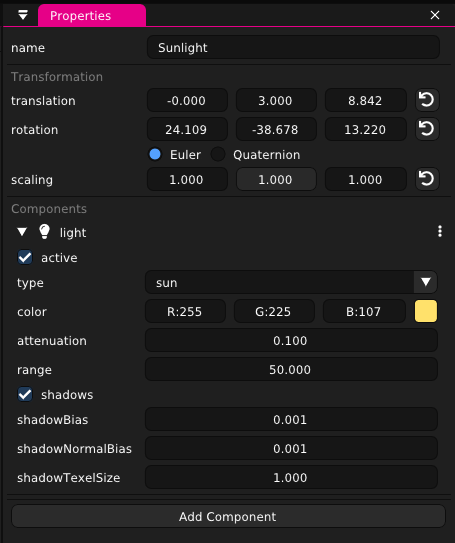 Properties
name Sunlight
Transformation
translation -0.000 3.000 8.842
rotation 24.109 -38.678 13.220
Euler Quaternion
scaling 1.000 1.000 1.000
Components
light
active
type sun
color R:255 G:225 B:107
attenuation 0.100
range 50.000
shadows
shadowBias 0.001
shadowNormalBias 0.001
shadowTexelSize 1.000
Add Component